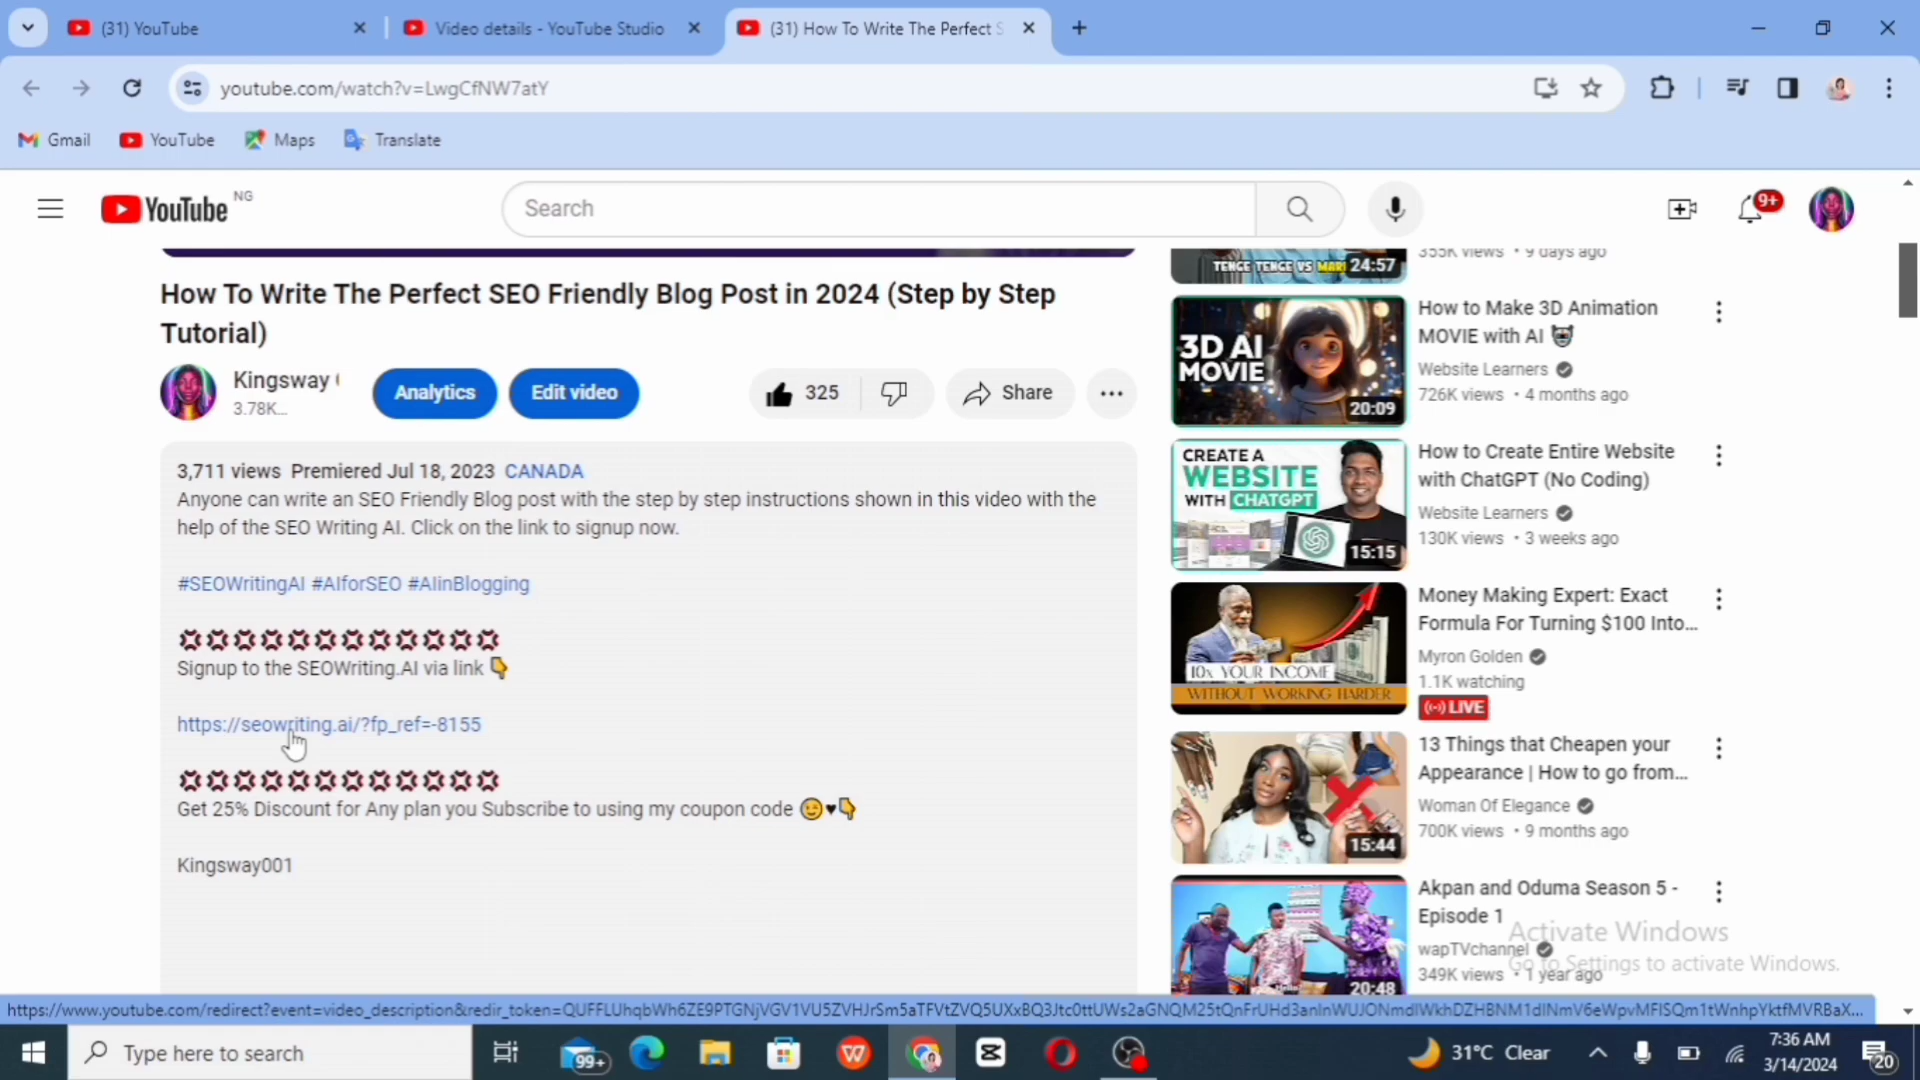 (31) YouTube
Video details - YouTube Studio
(31) How To Write The Perfect S
youtube.com/watch?v=LwgCfNW7atY
Gmail
YouTube
Maps
Translate
YouTube NG
Search
9+
How To Write The Perfect SEO Friendly Blog Post in 2024 (Step by Step
Tutorial)
Kingsway
3.78K...
Analytics
Edit video
325
Share
3,711 views Premiered Jul 18, 2023 CANADA
Anyone can write an SEO Friendly Blog post with the step by step instructions shown in this video with the
help of the SEO Writing AI. Click on the link to signup now.
#SEOWritingAI #AIforSEO #AIinBlogging
Signup to the SEOWriting.AI via link
https://seowriting.ai/?fp_ref=-8155
Get 25% Discount for Any plan you Subscribe to using my coupon code
Kingsway001
TENGE TENGE VS MARI
24:57
355K views • 9 days ago
3D AI
MOVIE
20:09
How to Make 3D Animation
MOVIE with AI
Website Learners
726K views • 4 months ago
CREATE A
WEBSITE
WITH CHATGPT
15:15
How to Create Entire Website
with ChatGPT (No Coding)
Website Learners
130K views • 3 weeks ago
10x YOUR INCOME
WITHOUT WORKING HARDER
Money Making Expert: Exact
Formula For Turning $100 Into...
Myron Golden
1.1K watching
LIVE
15:44
13 Things that Cheapen your
Appearance | How to go from...
Woman Of Elegance
700K views • 9 months ago
20:48
Akpan and Oduma Season 5 -
Episode 1
wapTVchannel
349K views • 1 year ago
Activate Windows
Go to Settings to activate Windows.
Type here to search
99+
31°C Clear
7:36 AM
3/14/2024
20